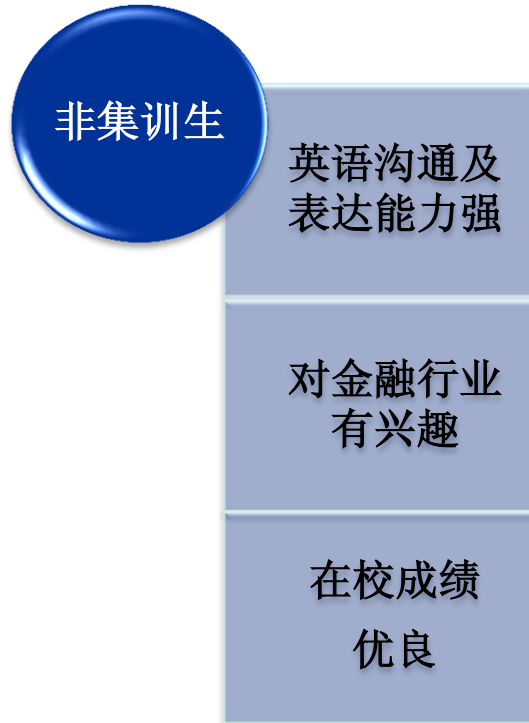 非集训生
英语沟通及
表达能力强
对金融行业
有兴趣
在校成绩
优良